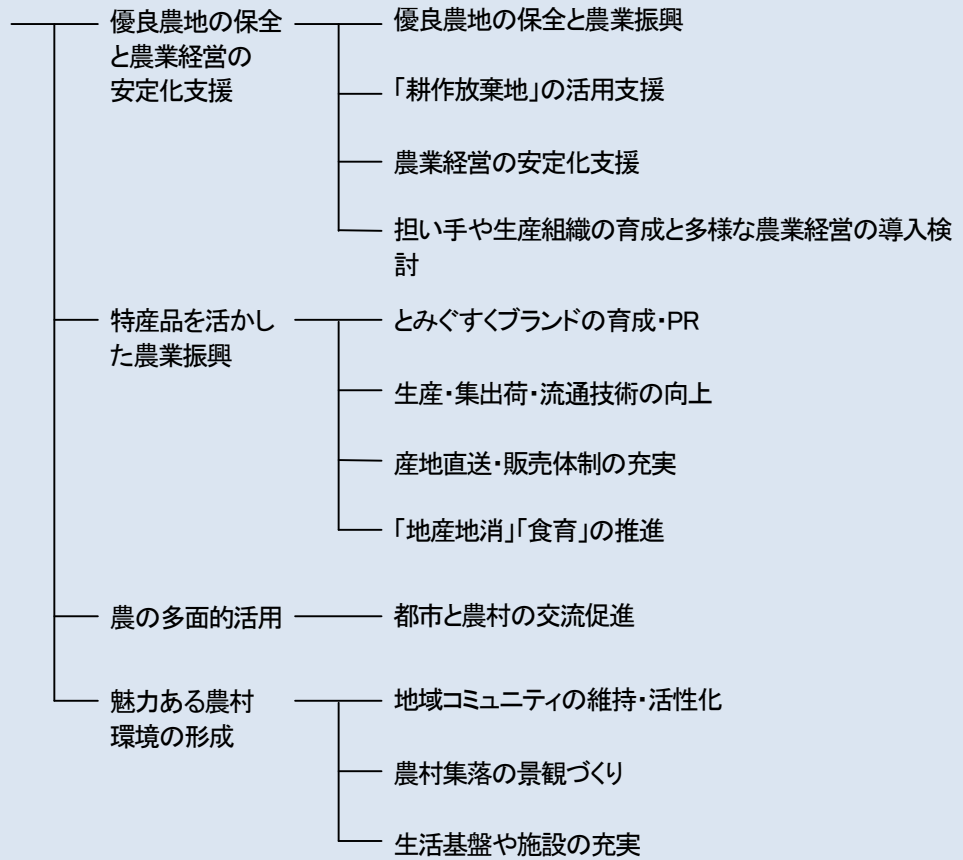 優良農地の保全
と農業経営の
安定化支援
優良農地の保全と農業振興
「耕作放棄地」の活用支援
農業経営の安定化支援
担い手や生産組織の育成と多様な農業経営の導入検
討
特産品を活かし
た農業振興
とみぐすくブランドの育成・PR
生産・集出荷・流通技術の向上
産地直送・販売体制の充実
「地産地消」「食育」の推進
農の多面的活用
都市と農村の交流促進
魅力ある農村
環境の形成
地域コミュニティの維持・活性化
農村集落の景観づくり
生活基盤や施設の充実